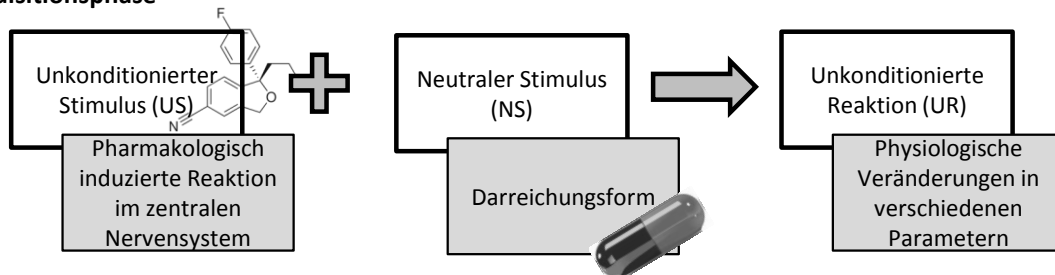 Unkonditionierter
Stimulus (US)
Pharmakologisch
induzierte Reaktion
im zentralen
Nervensystem
F
O
N
Neutraler Stimulus
(NS)
Darreichungsform
Unkonditionierte
Reaktion (UR)
Physiologische
Veränderungen in
verschiedenen
Parametern